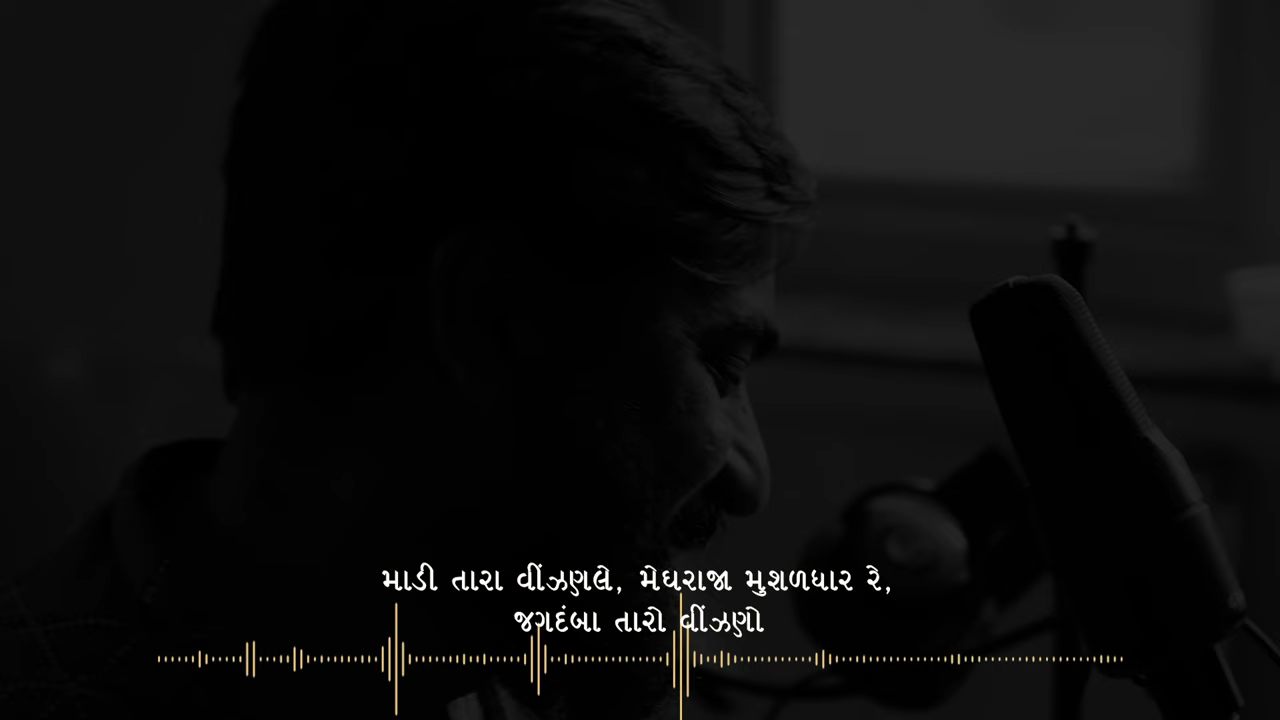 માડી તારા વીંઝણલે, મેઘરાજા મુશળધાર રે,
જગદંબા તારો વીંઝણો